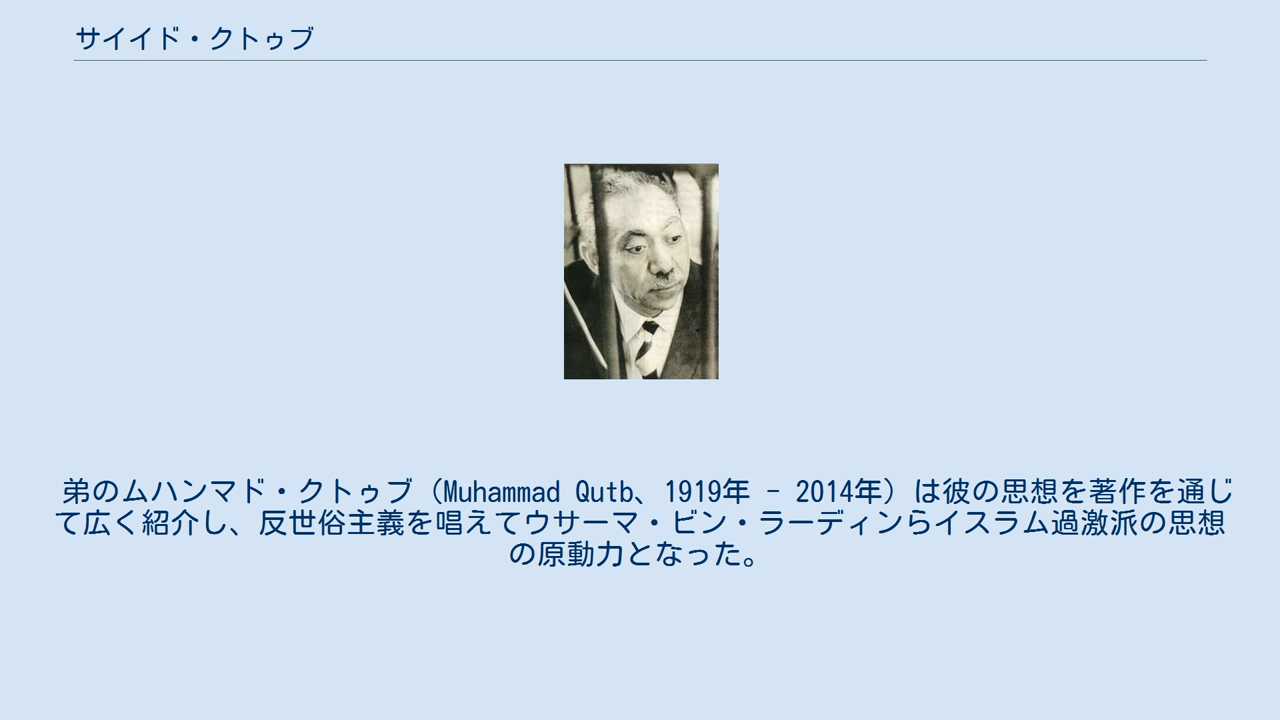 サイイド・クトゥブ
弟のムハンマド・クトゥブ（Muhammad Qutb、1919年 - 2014年）は彼の思想を著作を通じ
て広く紹介し、反世俗主義を唱えてウサーマ・ビン・ラーディンらイスラム過激派の思想
の原動力となった。